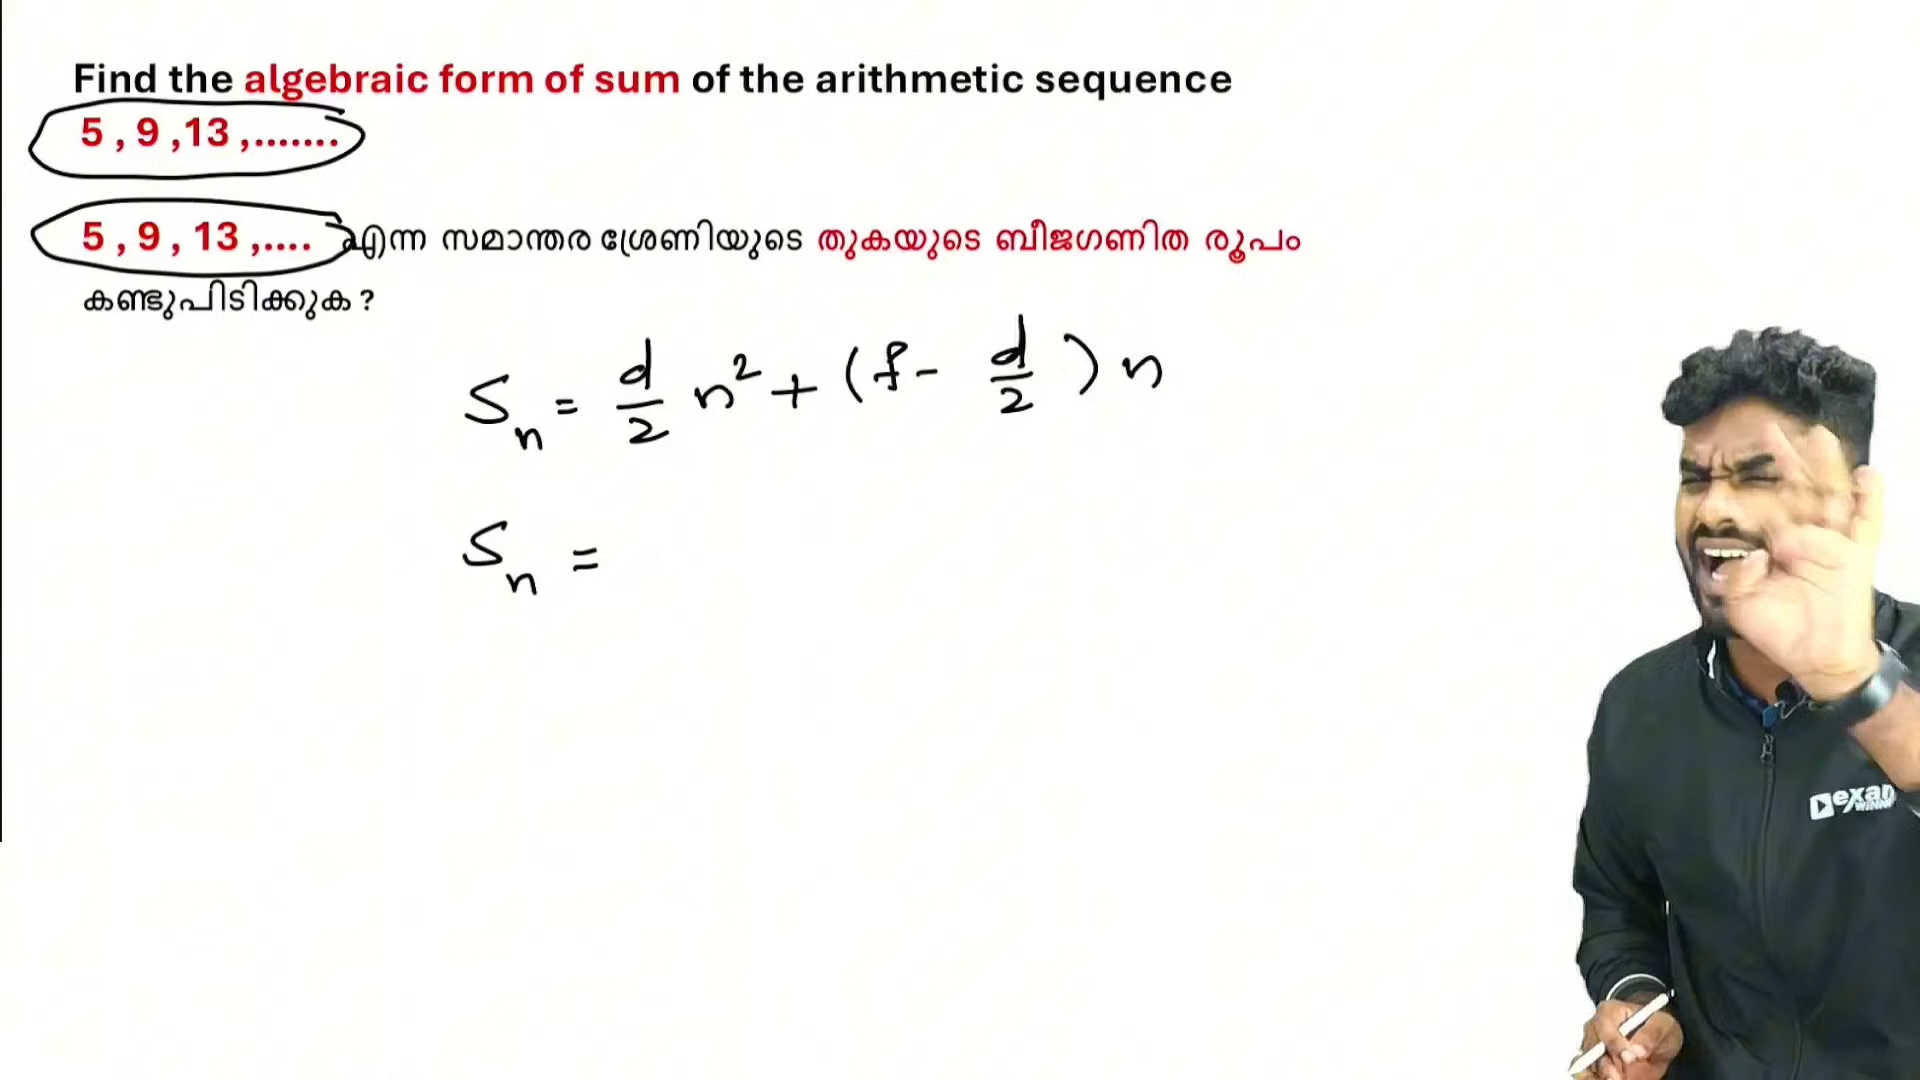 Find the algebraic form of sum of the arithmetic sequence
5 , 9 ,13 ,.......
5 , 9 , 13 ,.... എന്ന സമാന്തര ശ്രേണിയുടെ തുകയുടെ ബീജഗണിത രൂപം
കണ്ടുപിടിക്കുക ?
Sₙ = d/2 n² + (f - d/2) n
Sₙ =
exam